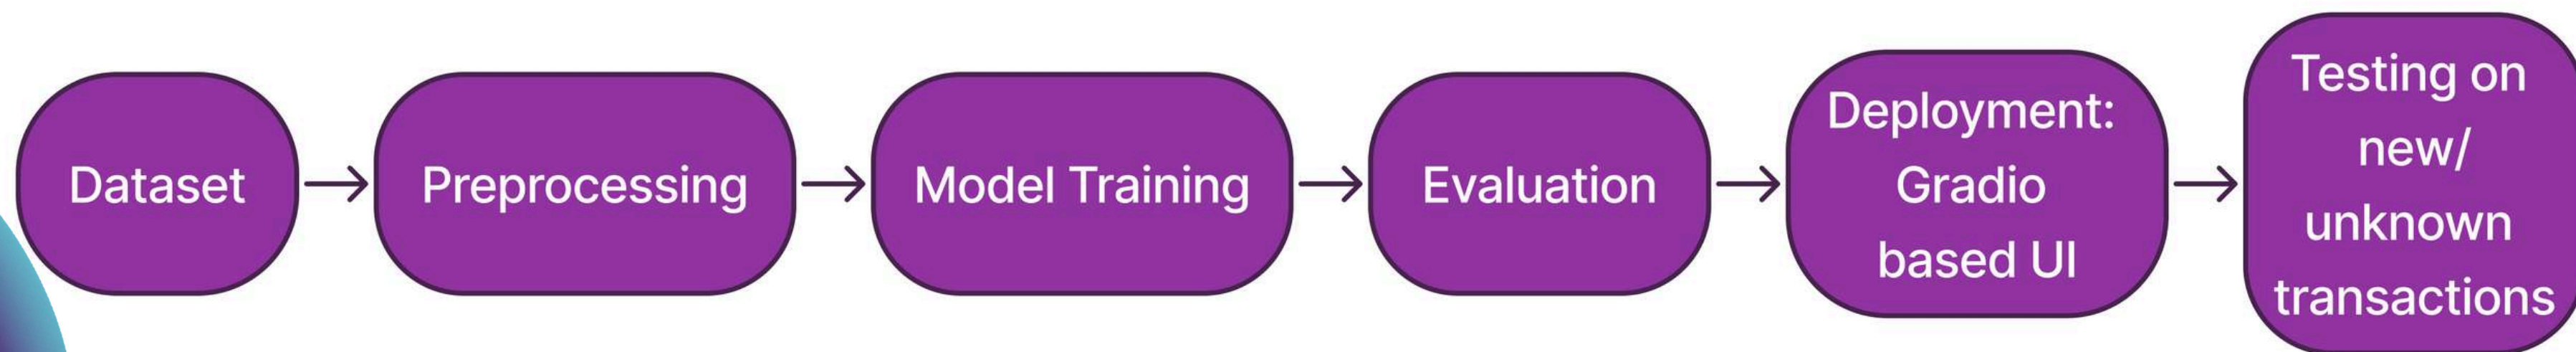 Dataset
Preprocessing
Model Training
Evaluation
Deployment:
Gradio
based UI
Testing on
new/
unknown
transactions